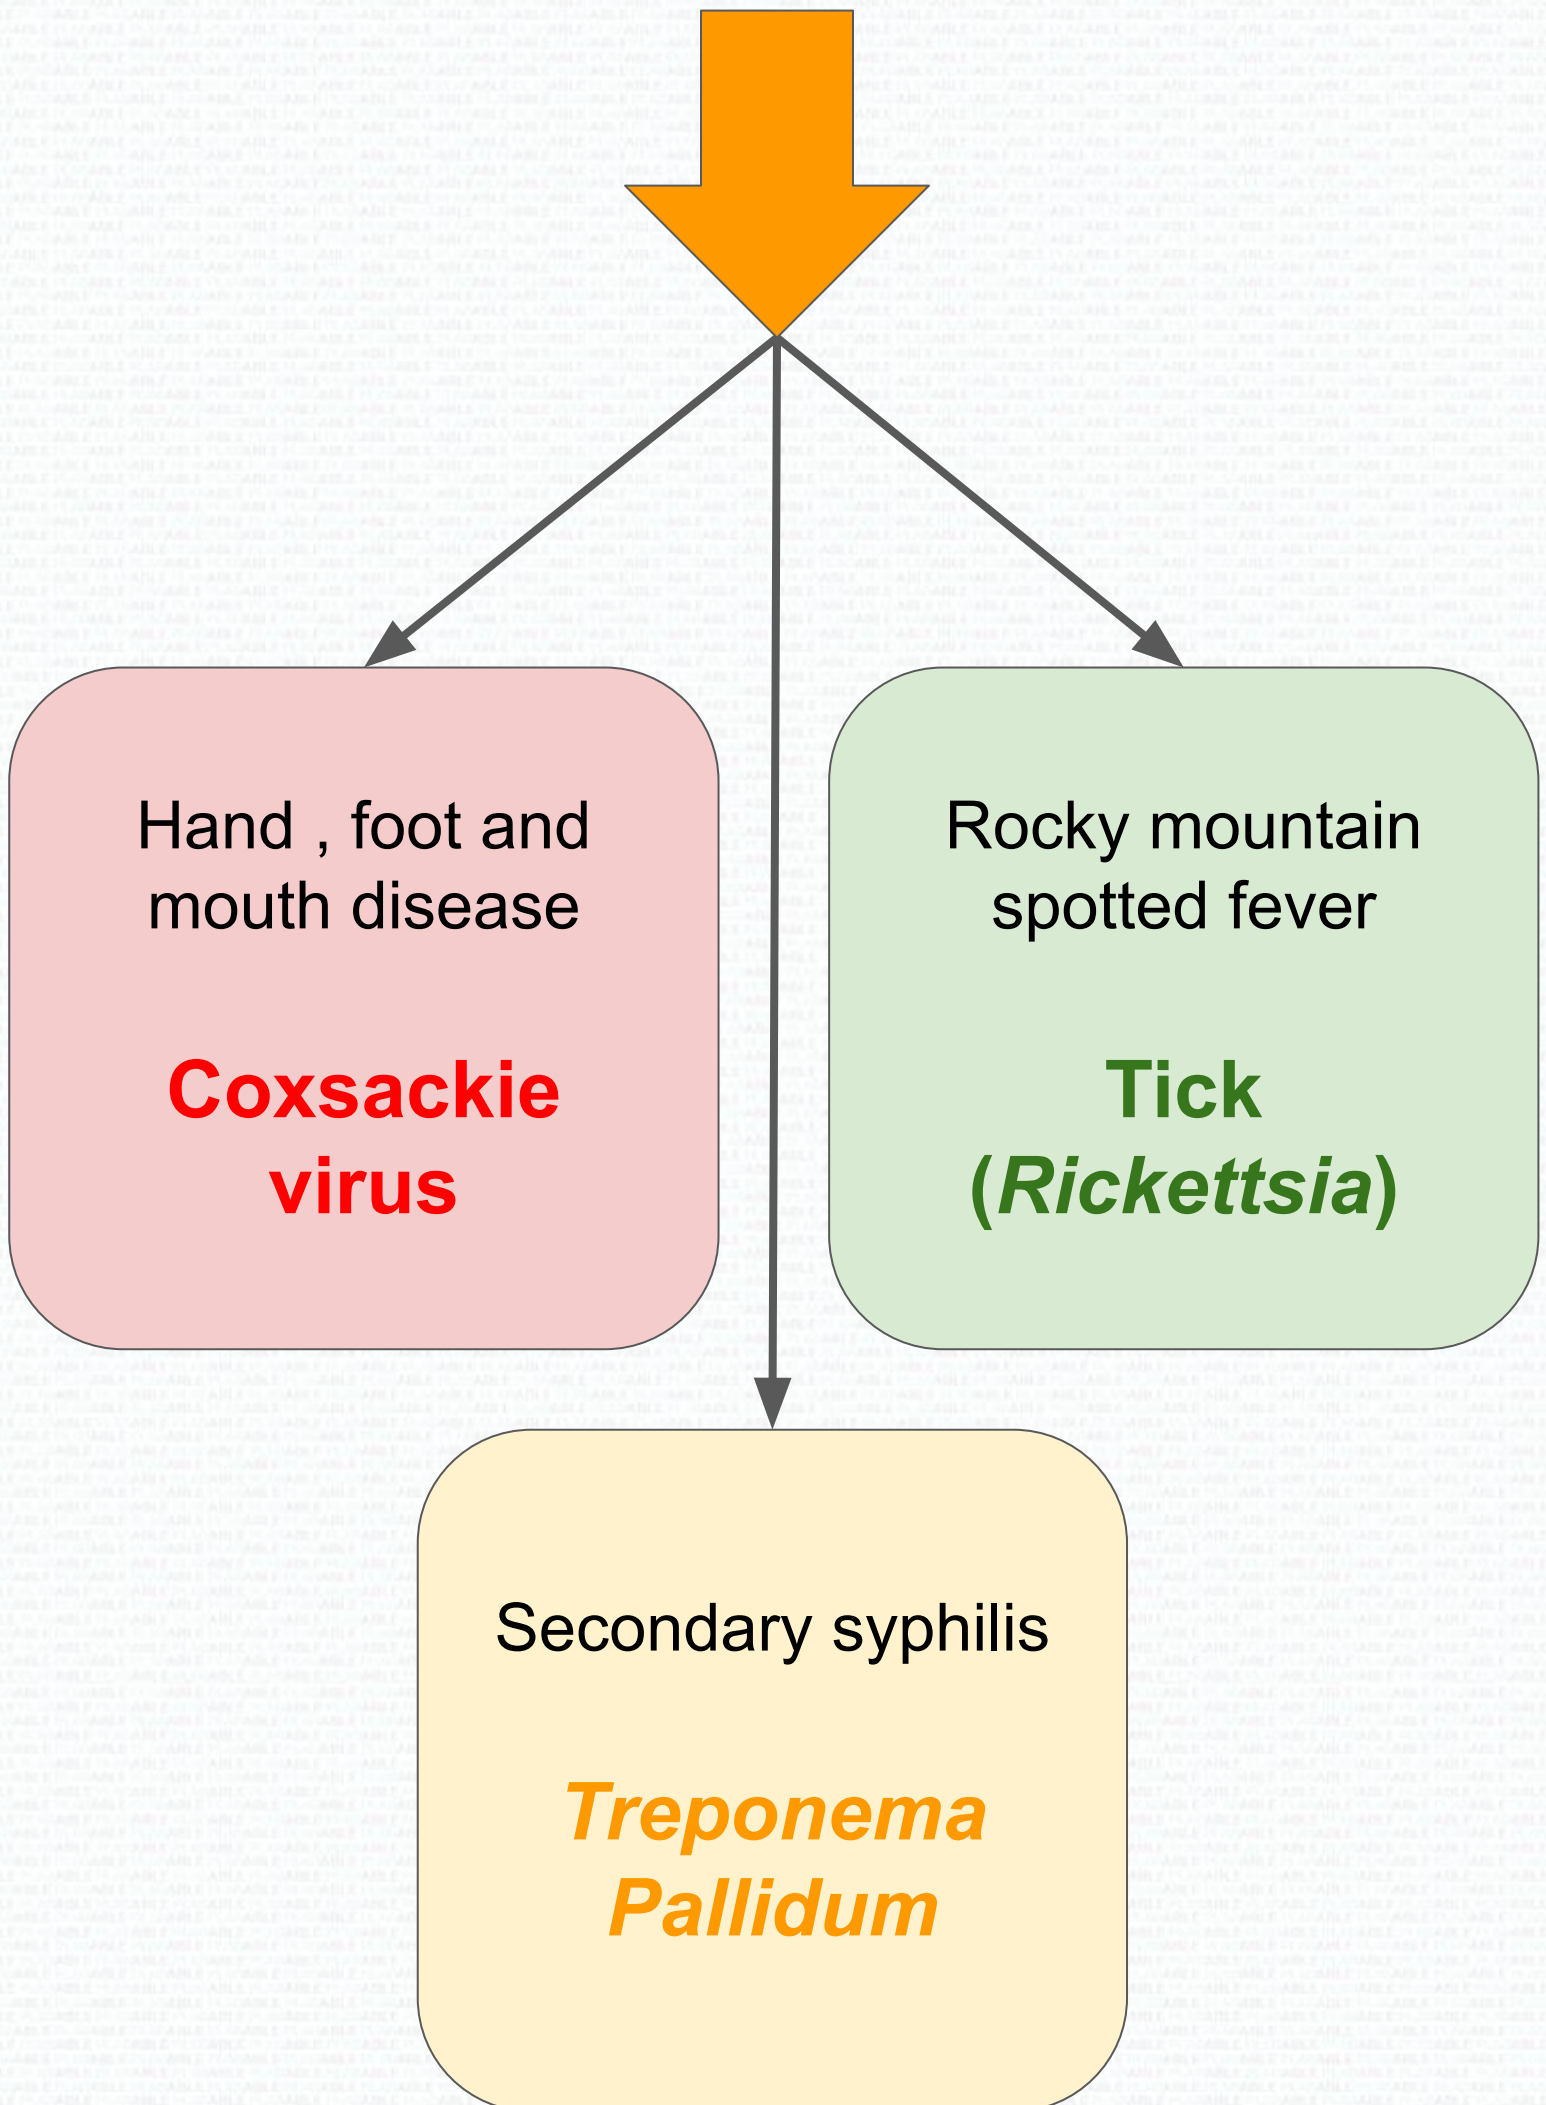 Hand , foot and
mouth disease
Coxsackie
virus
Rocky mountain
spotted fever
Tick
(Rickettsia)
Secondary syphilis
Treponema
Pallidum